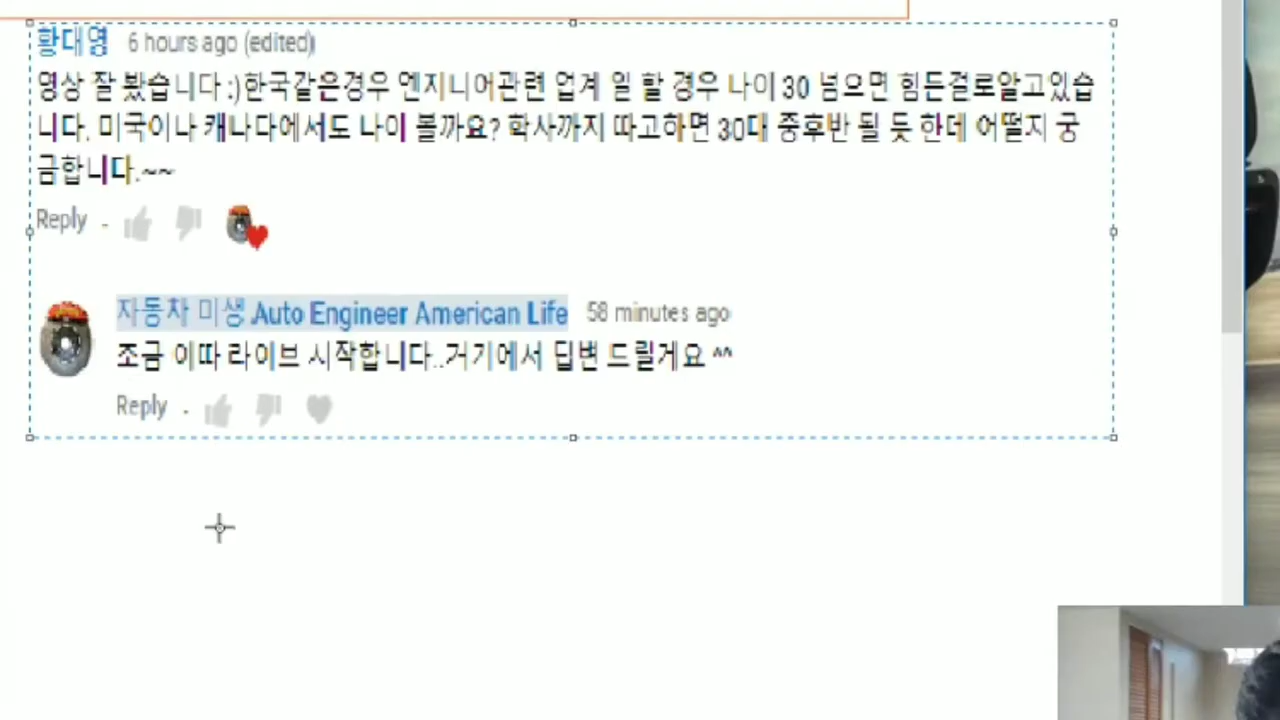 황대영 6 hours ago (edited)
영상 잘 봤습니다 :)한국같은경우 엔지니어관련 업계 일 할 경우 나이 30 넘으면 힘든걸로알고있습
니다. 미국이나 캐나다에서도 나이 볼까요? 학사까지 따고하면 30대 중후반 될 듯 한데 어떨지 궁
금합니다.~~
Reply
자동차 미생 Auto Engineer American Life 58 minutes ago
조금 이따 라이브 시작합니다..거기에서 답변 드릴게요 ^^
Reply